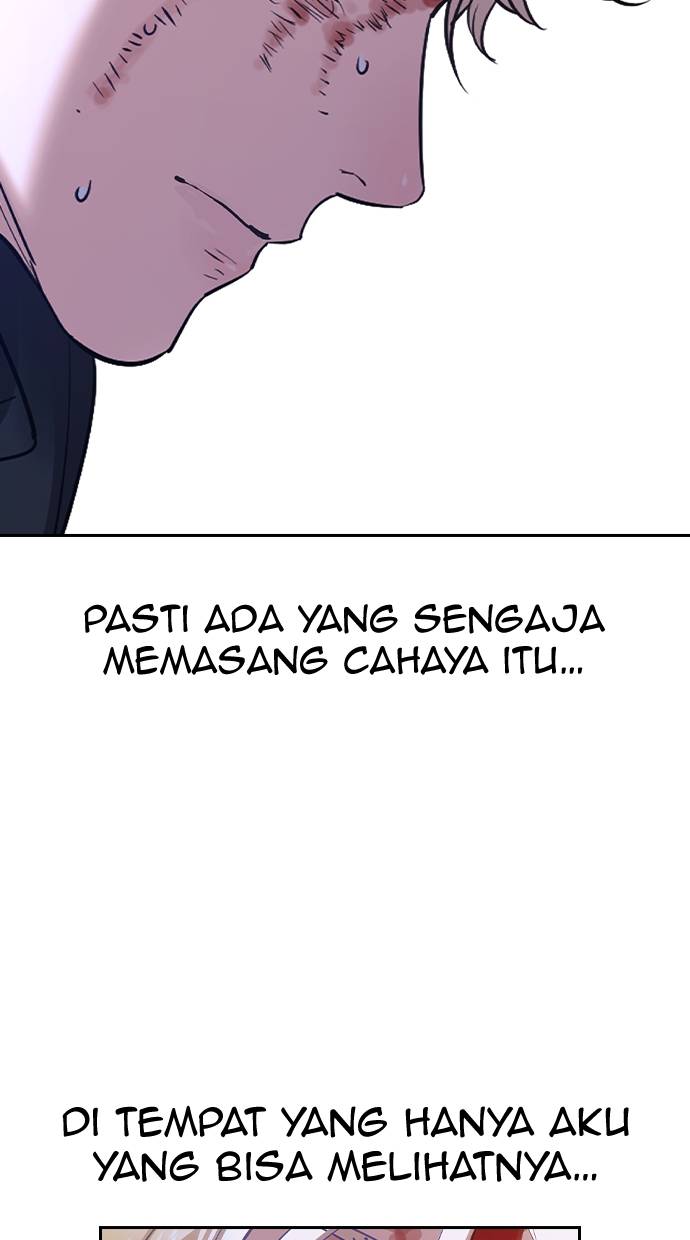 PASTI ADA YANG SENGAJA
MEMASANG CAHAYA ITU...
DI TEMPAT YANG HANYA AKU
YANG BISA MELIHATNYA...